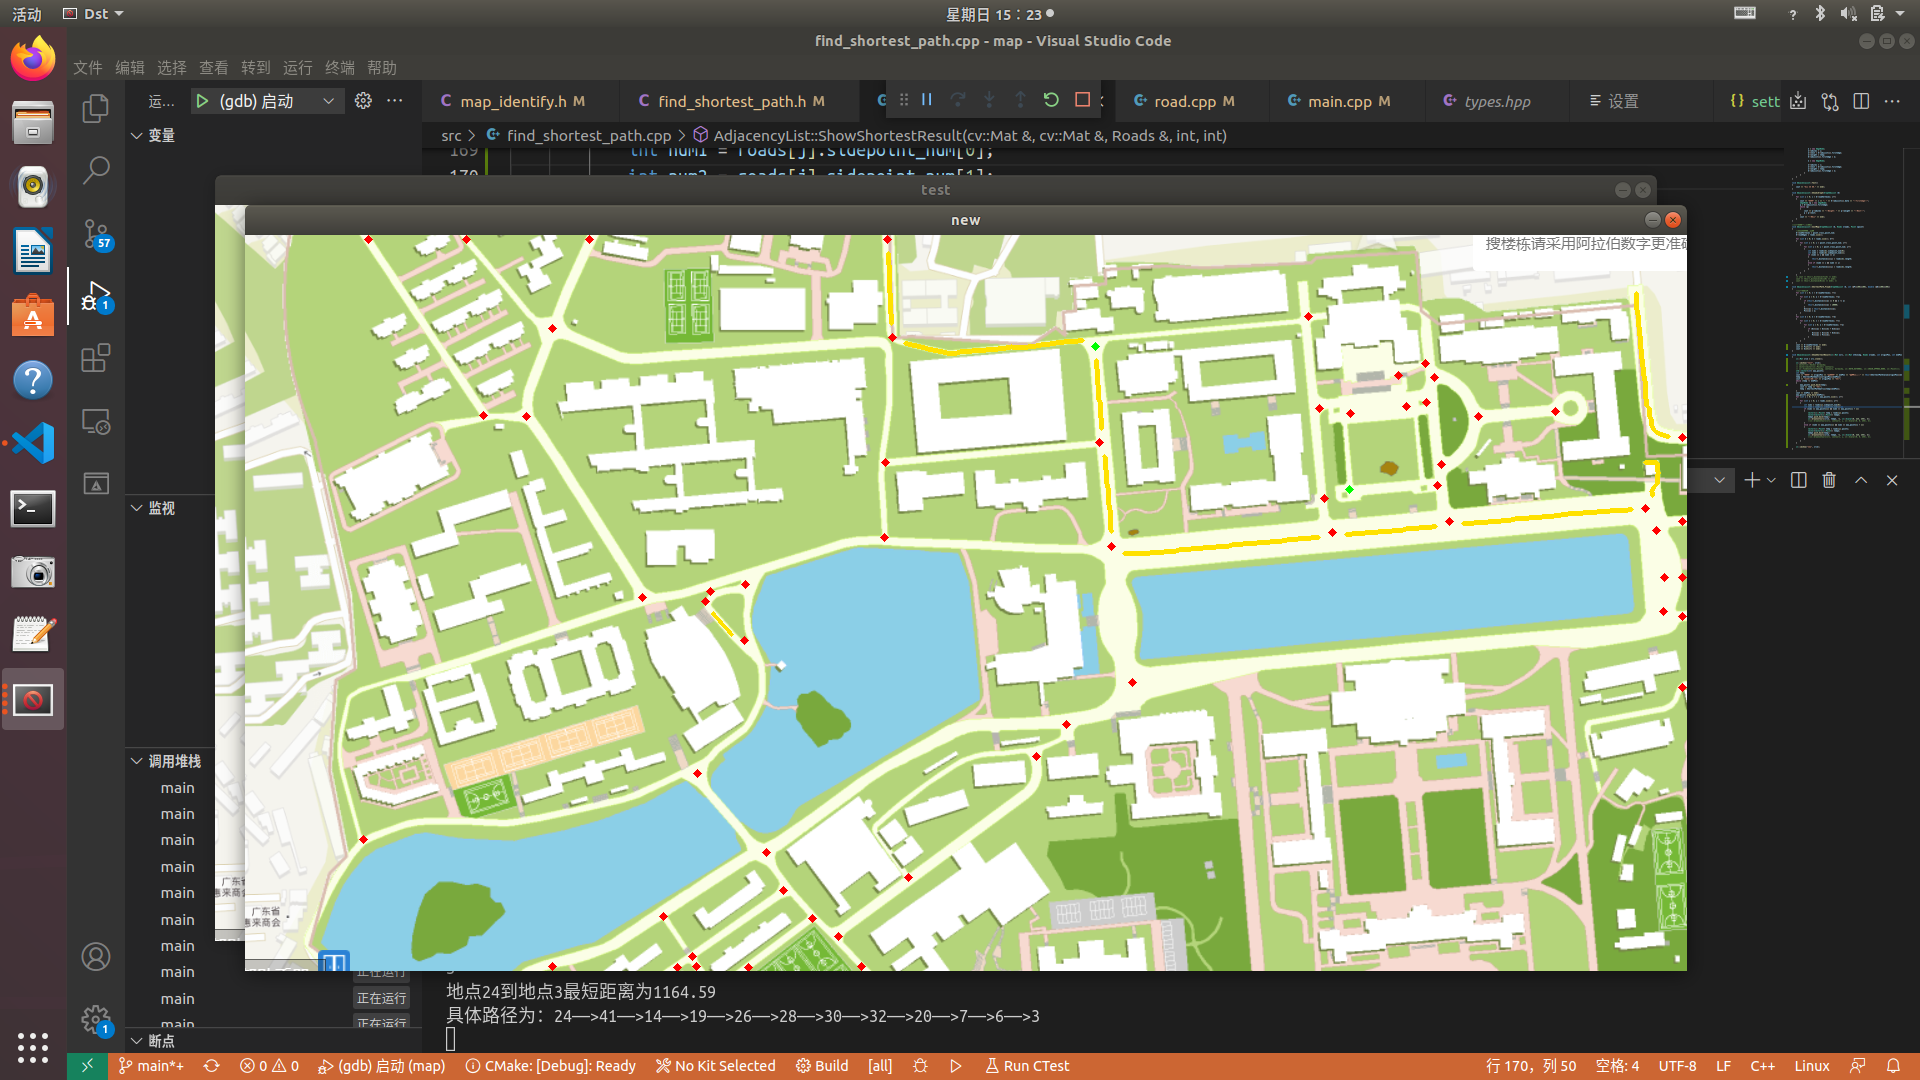 活动
Dst
星期日 15：23
find_shortest_path.cpp - map - Visual Studio Code
文件 编辑 选择 查看 转到 运行 终端 帮助
运...
(gdb) 启动
map_identify.h M
find_shortest_path.h M
road.cpp M
main.cpp M
types.hpp
设置
{} sett
变量
src > find_shortest_path.cpp > AdjacencyList::ShowShortestResult(cv::Mat &, cv::Mat &, Roads &, int, int)
169 int num1 = roads[j].sidepoint_num[0];
170 int num2 = roads[j].sidepoint_num[1];
test
new
搜楼栋请采用阿拉伯数字更准
57
1
监视
调用堆栈
main
main
main
main
main
main
main
main
main
main
正在运行
正在运行
正在运行
广东省
惠来商会
地点24到地点3最短距离为1164.59
具体路径为：24——>41——>14——>19——>26——>28——>30——>32——>20——>7——>6——>3
1
断点
main*+
0
0
(gdb) 启动 (map)
CMake: [Debug]: Ready
No Kit Selected
Build
[all]
Run CTest
行 170，列 50
空格: 4
UTF-8
LF
C++
Linux